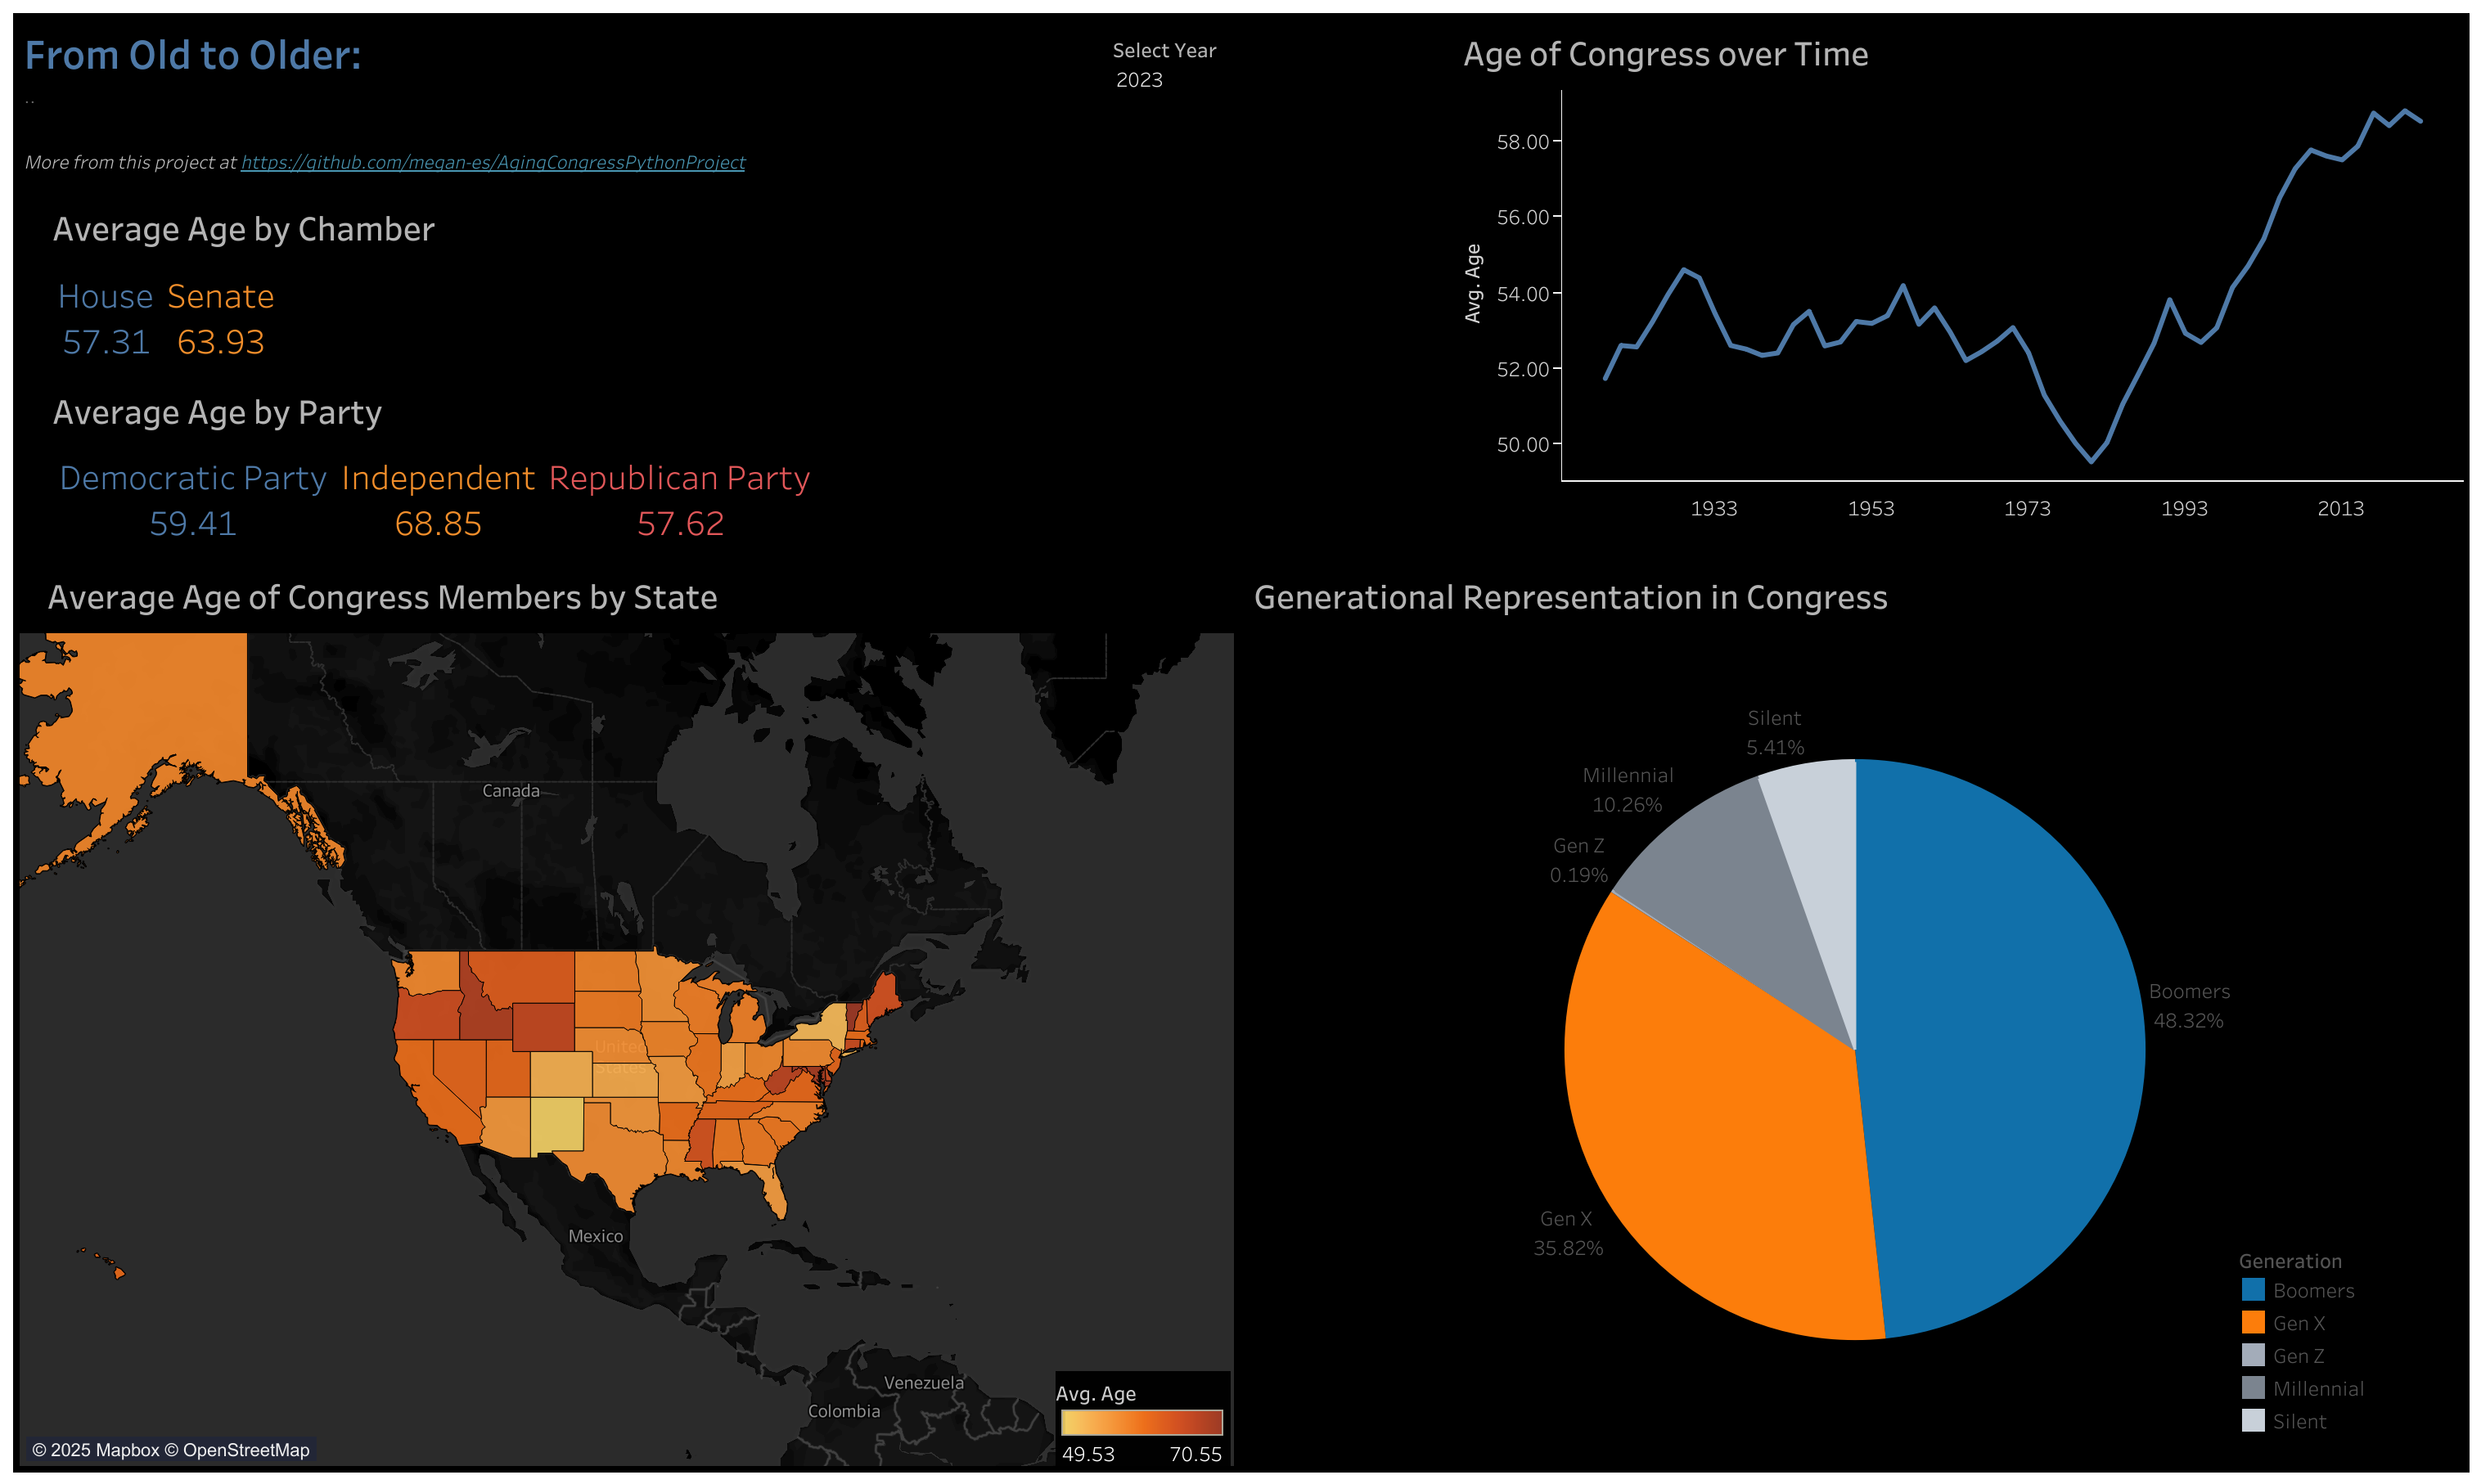 From Old to Older:
..
More from this project at https://github.com/megan-es/AgingCongressPythonProject
Select Year
2023
Average Age by Chamber
House Senate
57.31 63.93
Average Age by Party
Democratic Party Independent Republican Party
59.41 68.85 57.62
Age of Congress over Time
Avg. Age
58.00
56.00
54.00
52.00
50.00
1933 1953 1973 1993 2013
Average Age of Congress Members by State
Canada
United
States
Mexico
Venezuela
Colombia
Avg. Age
49.53 70.55
© 2025 Mapbox © OpenStreetMap
Generational Representation in Congress
Silent
5.41%
Millennial
10.26%
Gen Z
0.19%
Boomers
48.32%
Gen X
35.82%
Generation
Boomers
Gen X
Gen Z
Millennial
Silent